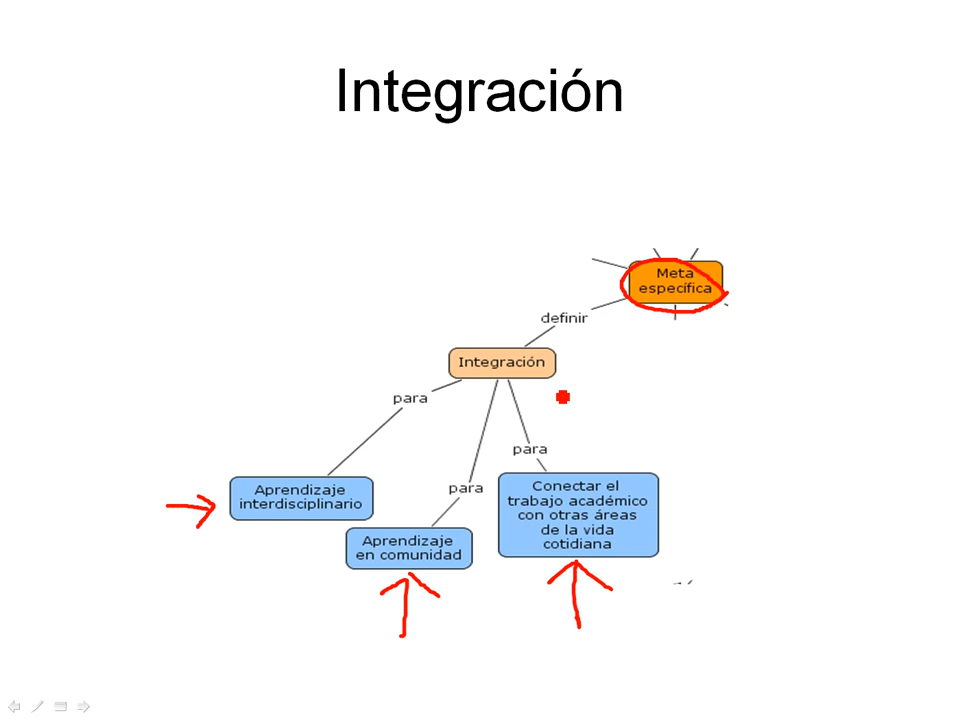 Integración
Meta
específica
definir
Integración
para
para
para
Aprendizaje
interdisciplinario
Aprendizaje
en comunidad
Conectar el
trabajo académico
con otras áreas
de la vida
cotidiana